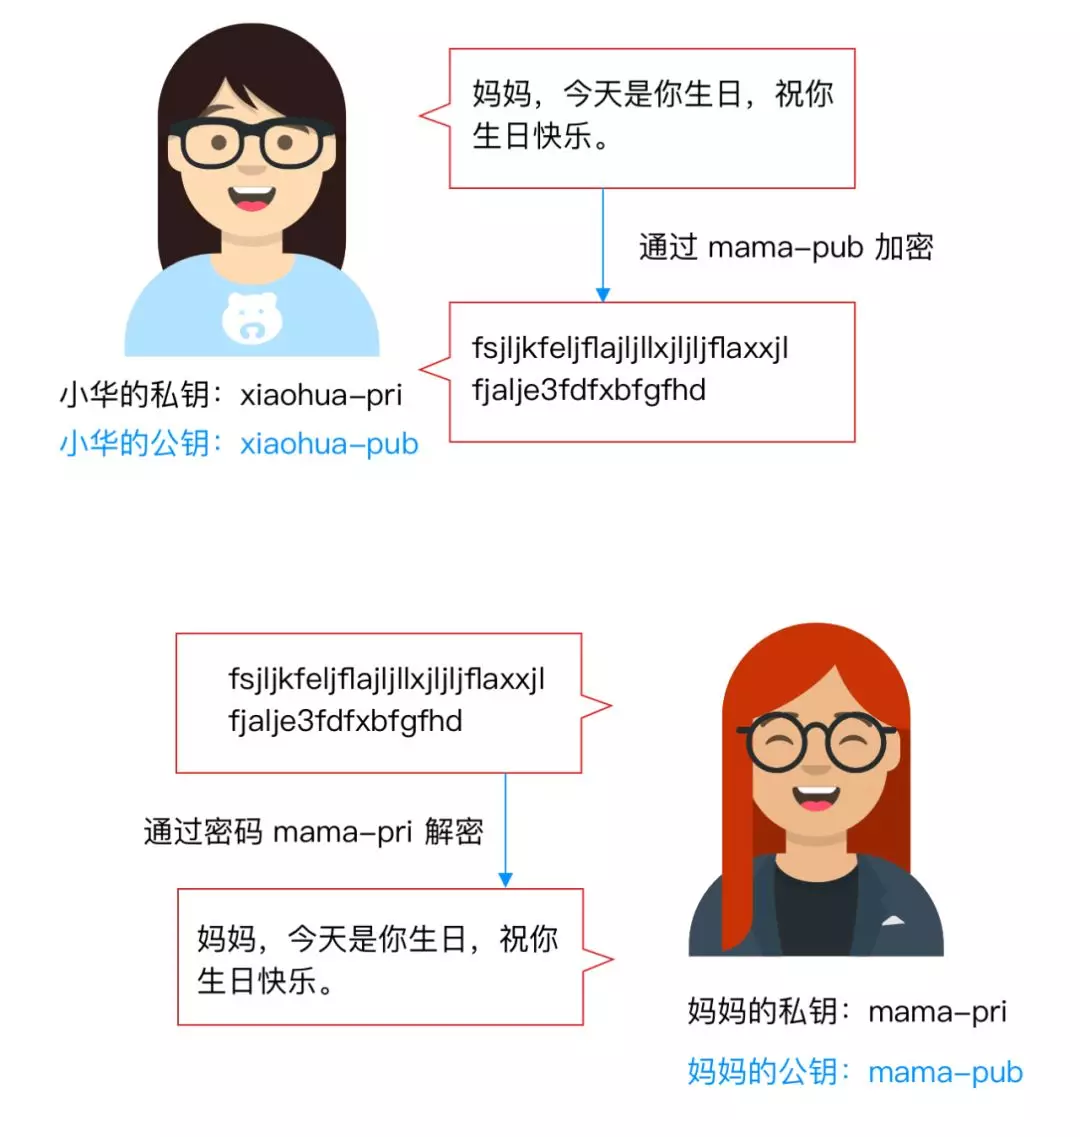 妈妈，今天是你生日，祝你
生日快乐。
通过 mama-pub 加密
fsjljkfeljflajljllxjljljflaxxjl
fjalje3fdfxbfgfhd
小华的私钥：xiaohua-pri
小华的公钥：xiaohua-pub
fsjljkfeljflajljllxjljljflaxxjl
fjalje3fdfxbfgfhd
通过密码 mama-pri 解密
妈妈，今天是你生日，祝你
生日快乐。
妈妈的私钥：mama-pri
妈妈的公钥：mama-pub